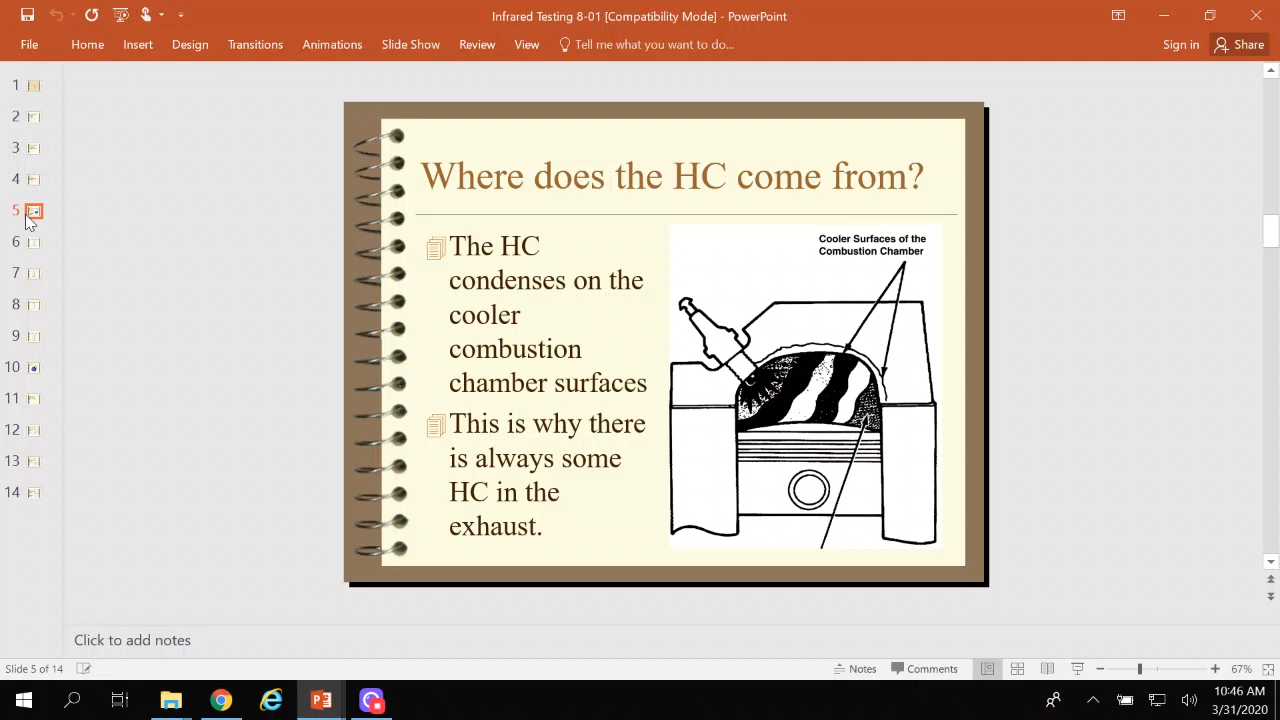 Infrared Testing 8-01 [Compatibility Mode] - PowerPoint
File Home Insert Design Transitions Animations Slide Show Review View Tell me what you want to do... Sign in Share
1
2
3
4
5
6
7
8
9
10
11
12
13
14
Where does the HC come from?
The HC
condenses on the
cooler
combustion
chamber surfaces
This is why there
is always some
HC in the
exhaust.
Cooler Surfaces of the
Combustion Chamber
Click to add notes
Slide 5 of 14 Notes Comments 67%
10:46 AM
3/31/2020